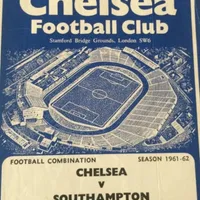 Chelsea
Football Club
Stamford Bridge Grounds, London SW6
FOOTBALL COMBINATION SEASON 1961-62
CHELSEA
V
SOUTHAMPTON